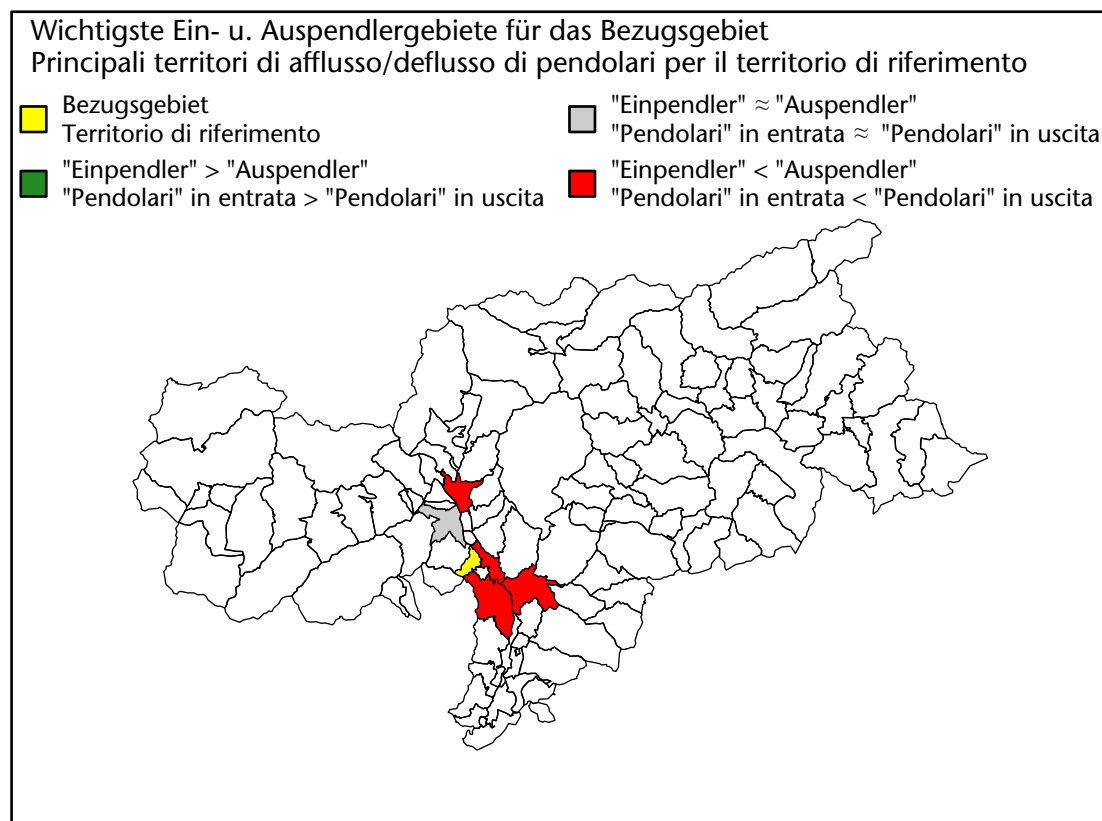 Wichtigste Ein- u. Auspendlergebiete für das Bezugsgebiet
Principali territori di afflusso/deflusso di pendolari per il territorio di riferimento
Bezugsgebiet
Territorio di riferimento
"Einpendler" > "Auspendler"
"Pendolari" in entrata > "Pendolari" in uscita
"Einpendler" ≈ "Auspendler"
"Pendolari" in entrata ≈ "Pendolari" in uscita
"Einpendler" < "Auspendler"
"Pendolari" in entrata < "Pendolari" in uscita